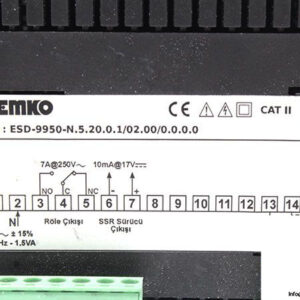 EMKO
CE CAT II
: ESD-9950-N.5.20.0.1/02.00/0.0.0.0
7A@250V~ 10mA@17V
NO C NC - +
2 3 4 5 6 7 8 9 10 11 12 13 14
N Röle Çıkışı SSR Sürücü Çıkışı
~ ± 15%
Hz - 1.5VA